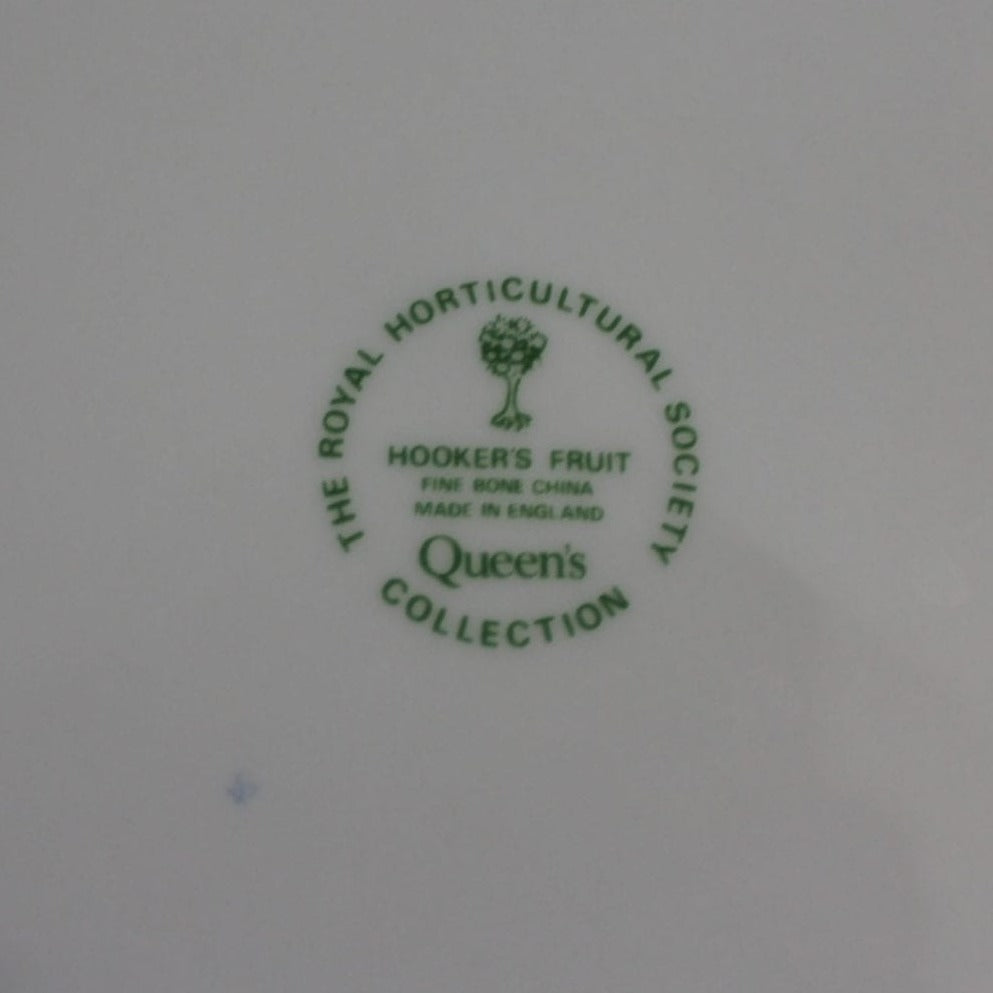 THE ROYAL HORTICULTURAL SOCIETY
HOOKER'S FRUIT
FINE BONE CHINA
MADE IN ENGLAND
Queen's
COLLECTION